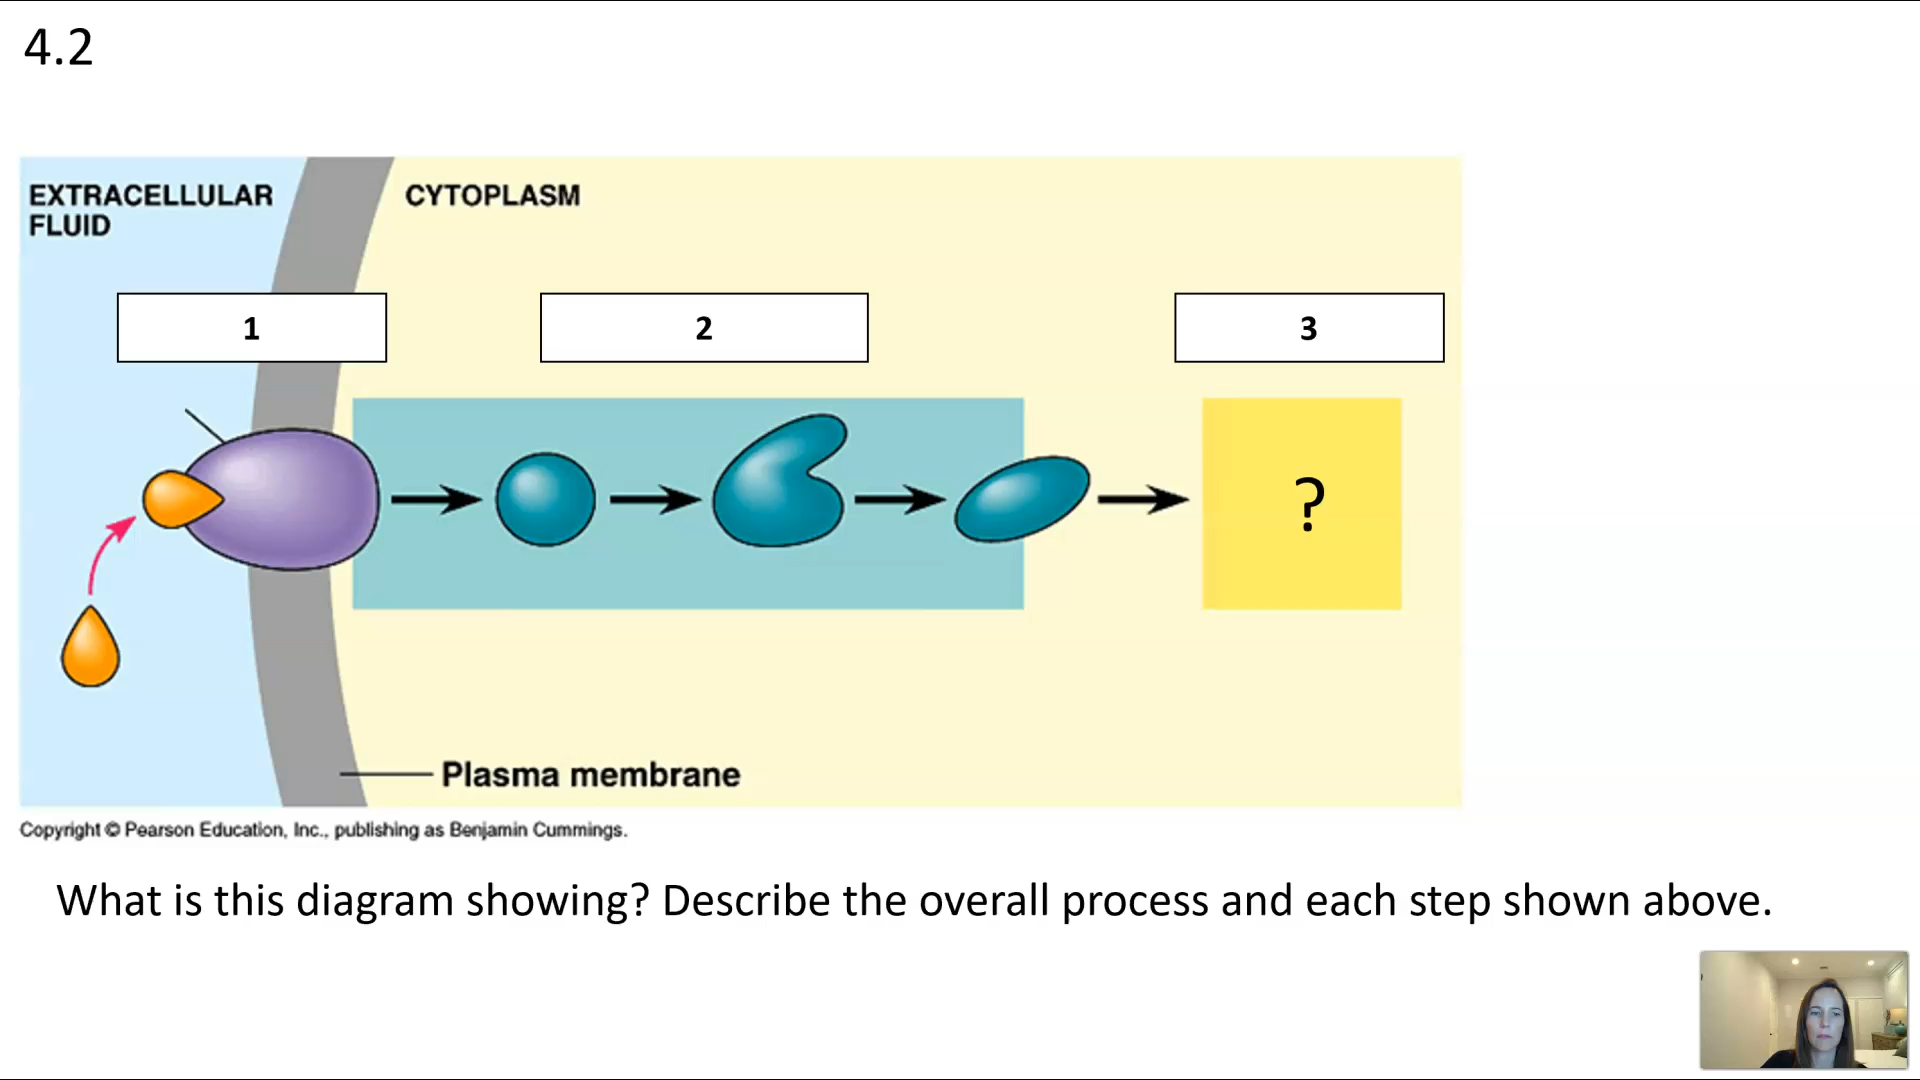 4.2
EXTRACELLULAR
FLUID
CYTOPLASM
1
2
3
?
Plasma membrane
Copyright © Pearson Education, Inc., publishing as Benjamin Cummings.
What is this diagram showing? Describe the overall process and each step shown above.